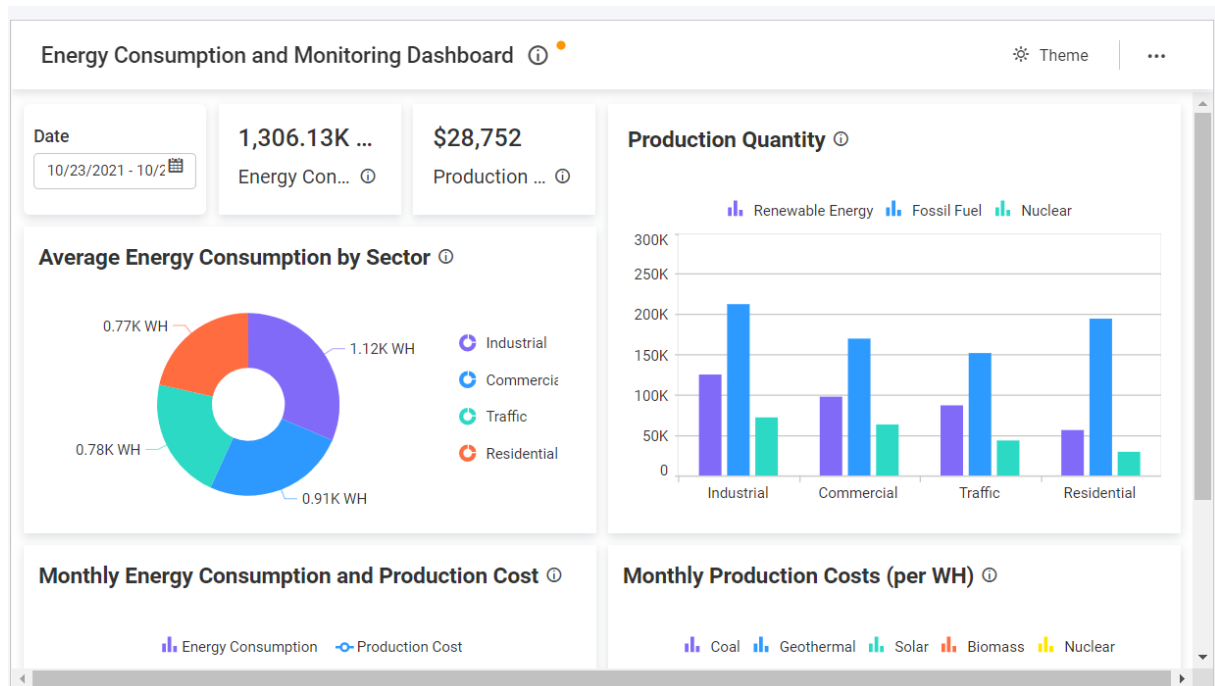 Energy Consumption and Monitoring Dashboard
Theme
Date
10/23/2021 - 10/2
1,306.13K ...
Energy Con...
$28,752
Production ...
Production Quantity
Renewable Energy Fossil Fuel Nuclear
300K
250K
200K
150K
100K
50K
0
Industrial Commercial Traffic Residential
Average Energy Consumption by Sector
0.77K WH
1.12K WH
0.78K WH
0.91K WH
Industrial
Commercia
Traffic
Residential
Monthly Energy Consumption and Production Cost
Energy Consumption Production Cost
Monthly Production Costs (per WH)
Coal Geothermal Solar Biomass Nuclear